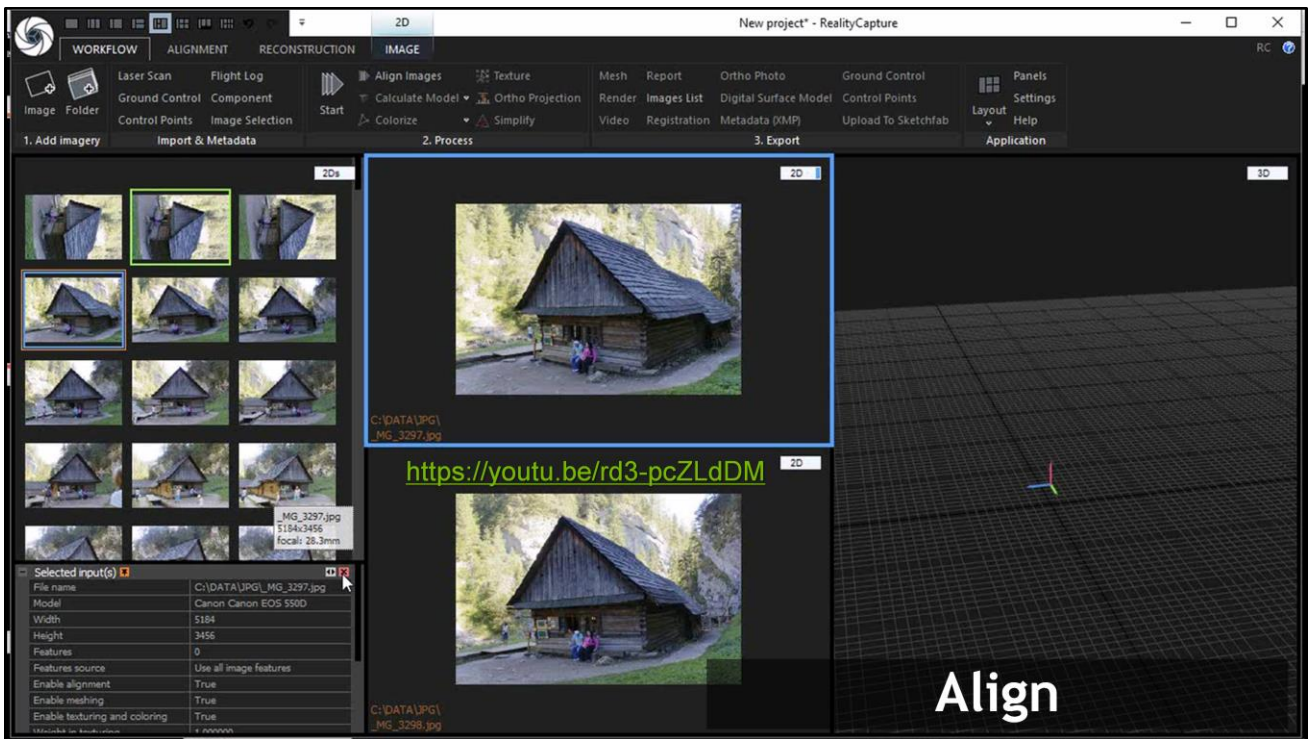 2D
New project* - RealityCapture
WORKFLOW ALIGNMENT RECONSTRUCTION IMAGE
RC
Image Folder
1. Add imagery
Laser Scan Flight Log
Ground Control Component
Control Points Image Selection
Import & Metadata
Start
Align Images Texture
Calculate Model Ortho Projection
Colorize Simplify
2. Process
Mesh Report Ortho Photo Ground Control
Render Images List Digital Surface Model Control Points
Video Registration Metadata (XMP) Upload To Sketchfab
3. Export
Layout
Panels
Settings
Help
Application
2Ds
2D
3D
C:\DATA\JPG\
_MG_3297.jpg
https://youtu.be/rd3-pcZLdDM
2D
_MG_3297.jpg
5184x3456
focal: 28.3mm
Selected input(s)
File name C:\DATA\JPG\_MG_3297.jpg
Model Canon Canon EOS 550D
Width 5184
Height 3456
Features 0
Features source Use all image features
Enable alignment True
Enable meshing True
Enable texturing and coloring True
Weight in texturing 1.000000
C:\DATA\JPG\
_MG_3298.jpg
Align